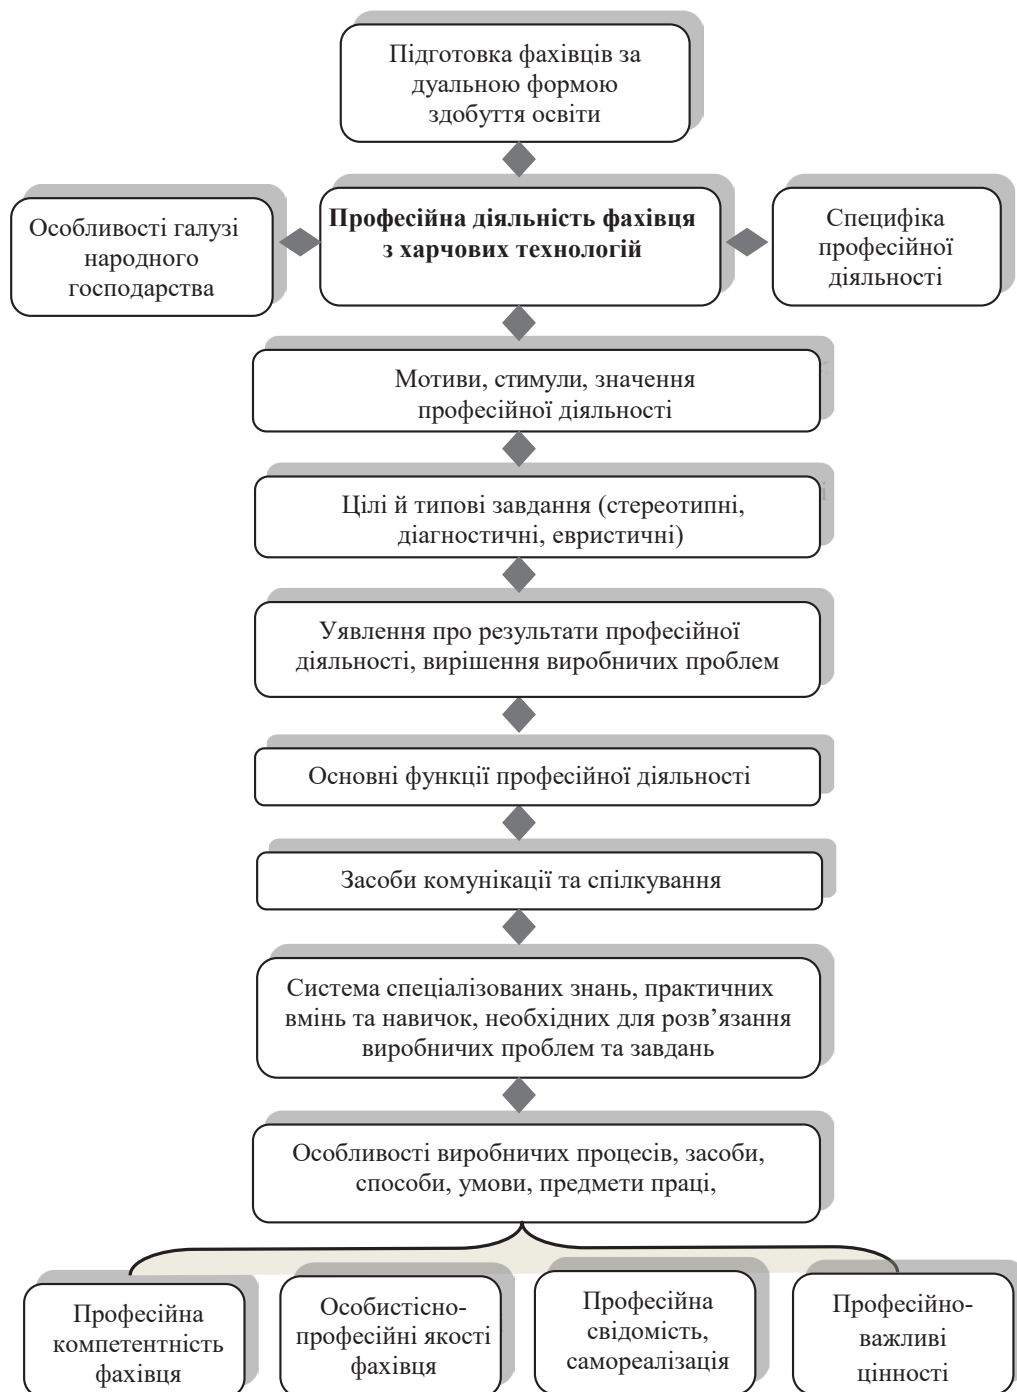 Підготовка фахівців за
дуальною формою
здобуття освіти
Особливості галузі
народного
господарства
Професійна діяльність фахівця
з харчових технологій
Специфіка
професійної
діяльності
Мотиви, стимули, значення
професійної діяльності
Цілі й типові завдання (стереотипні,
діагностичні, евристичні)
Уявлення про результати професійної
діяльності, вирішення виробничих проблем
Основні функції професійної діяльності
Засоби комунікації та спілкування
Система спеціалізованих знань, практичних
вмінь та навичок, необхідних для розв’язання
виробничих проблем та завдань
Особливості виробничих процесів, засоби,
способи, умови, предмети праці,
Професійна
компетентність
фахівця
Особистісно-
професійні якості
фахівця
Професійна
свідомість,
самореалізація
Професійно-
важливі
цінності